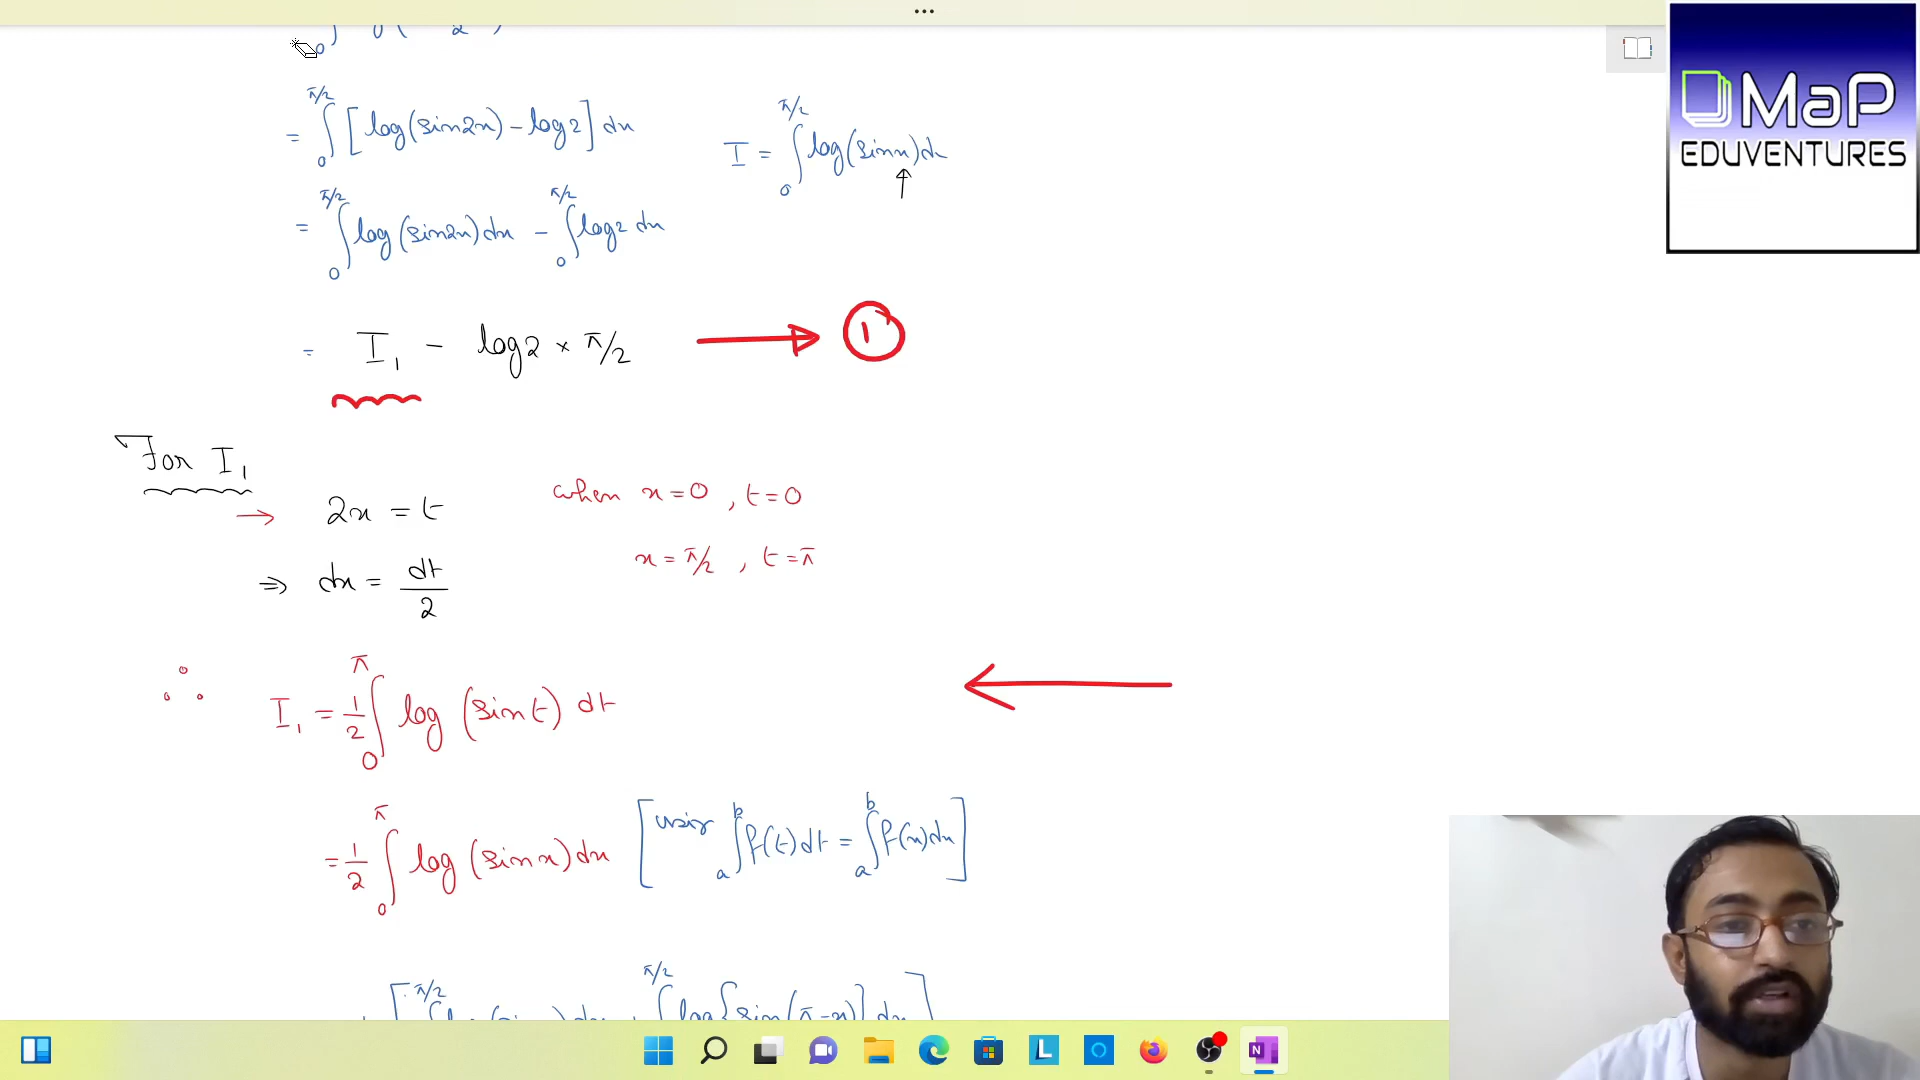 = ∫₀^{π/2} [log(sin2x) – log2] dx
I = ∫₀^{π/2} log(sinx) dx
= ∫₀^{π/2} log(sin2x) dx – ∫₀^{π/2} log2 dx
= I₁ – log2 × π/2 → ①
For I₁
→ 2x = t
when x = 0 , t = 0
⇒ dx = dt/2
x = π/2 , t = π
∴ I₁ = 1/2 ∫₀^π log (sin t) dt
= 1/2 ∫₀^π log (sin x) dx [using ∫ₐ^b f(t) dt = ∫ₐ^b f(x) dx]
MaP
EDUVENTURES